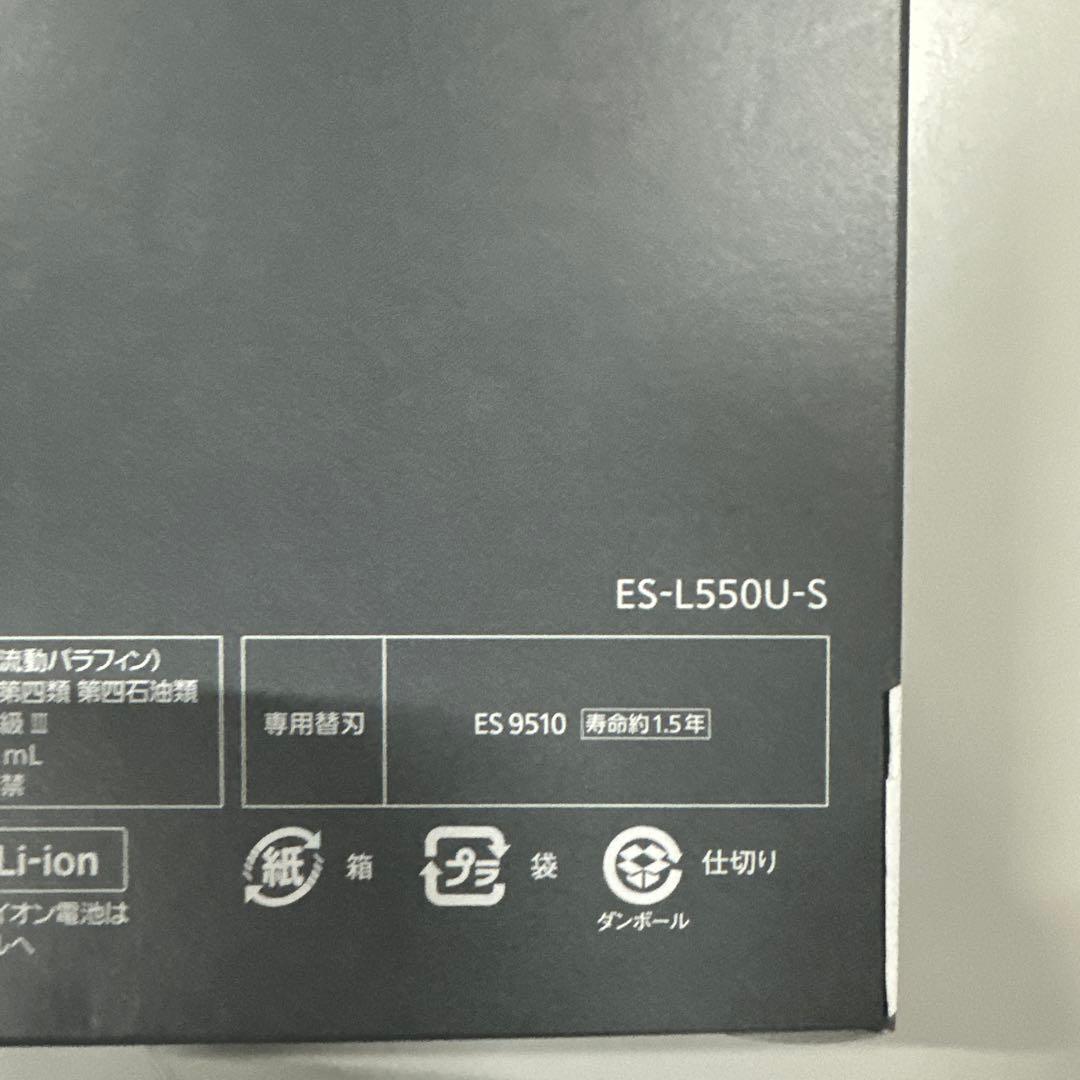 ES-L550U-S
流動パラフィン)
第四類 第四石油類
級 Ⅲ
mL
禁
専用替刃
ES 9510 寿命約1.5年
Li-ion
イオン電池は
ルへ
紙 箱
プラ 袋
ダンボール 仕切り